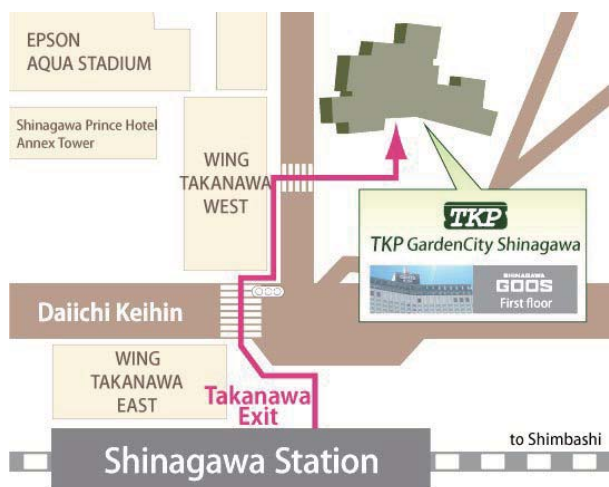 EPSON
AQUA STADIUM
Shinagawa Prince Hotel
Annex Tower
WING
TAKANAWA
WEST
TKP
TKP GardenCity Shinagawa
SHINAGAWA
GOOS
First floor
Daiichi Keihin
WING
TAKANAWA
EAST
Takanawa
Exit
to Shimbashi
Shinagawa Station